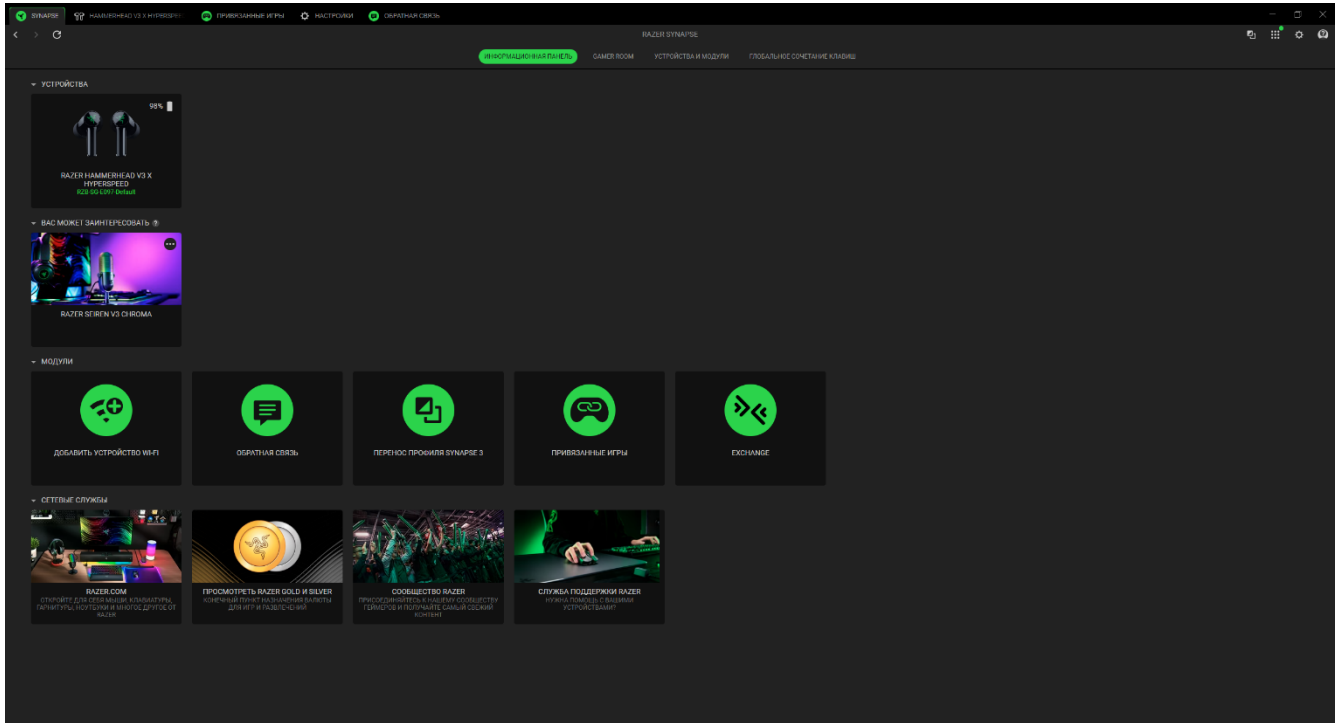 SYNAPSE
HAMMERHEAD V3 X HYPERSPEE
ПРИВЯЗАННЫЕ ИГРЫ
НАСТРОЙКИ
ОБРАТНАЯ СВЯЗЬ
RAZER SYNAPSE
ИНФОРМАЦИОННАЯ ПАНЕЛЬ
GAMER ROOM
УСТРОЙСТВА И МОДУЛИ
ГЛОБАЛЬНОЕ СОЧЕТАНИЕ КЛАВИШ
УСТРОЙСТВА
98%
RAZER HAMMERHEAD V3 X
HYPERSPEED
RZB-SG-E097-Default
ВАС МОЖЕТ ЗАИНТЕРЕСОВАТЬ
RAZER SEIREN V3 CHROMA
МОДУЛИ
ДОБАВИТЬ УСТРОЙСТВО WI-FI
ОБРАТНАЯ СВЯЗЬ
ПЕРЕНОС ПРОФИЛЯ SYNAPSE 3
ПРИВЯЗАННЫЕ ИГРЫ
EXCHANGE
СЕТЕВЫЕ СЛУЖБЫ
RAZER.COM
ОТКРОЙТЕ ДЛЯ СЕБЯ МЫШИ, КЛАВИАТУРЫ,
ГАРНИТУРЫ, НОУТБУКИ И МНОГОЕ ДРУГОЕ ОТ
RAZER
ПРОСМОТРЕТЬ RAZER GOLD И SILVER
КОНЕЧНЫЙ ПУНКТ НАЗНАЧЕНИЯ ВАЛЮТЫ
ДЛЯ ИГР И РАЗВЛЕЧЕНИЙ
СООБЩЕСТВО RAZER
ПРИСОЕДИНЯЙТЕСЬ К НАШЕМУ СООБЩЕСТВУ
ГЕЙМЕРОВ И ПОЛУЧАЙТЕ САМЫЙ СВЕЖИЙ
КОНТЕНТ
СЛУЖБА ПОДДЕРЖКИ RAZER
НУЖНА ПОМОЩЬ С ВАШИМИ
УСТРОЙСТВАМИ?